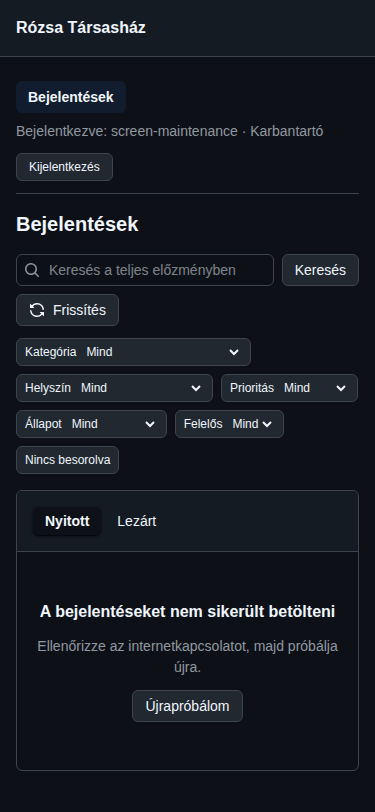 Rózsa Társasház
Bejelentések
Bejelentkezve: screen-maintenance · Karbantartó
Kijelentkezés
Bejelentések
Keresés a teljes előzményben
Keresés
Frissítés
Kategória Mind
Helyszín Mind
Prioritás Mind
Állapot Mind
Felelős Mind
Nincs besorolva
Nyitott
Lezárt
A bejelentéseket nem sikerült betölteni
Ellenőrizze az internetkapcsolatot, majd próbálja
újra.
Újrapróbálom